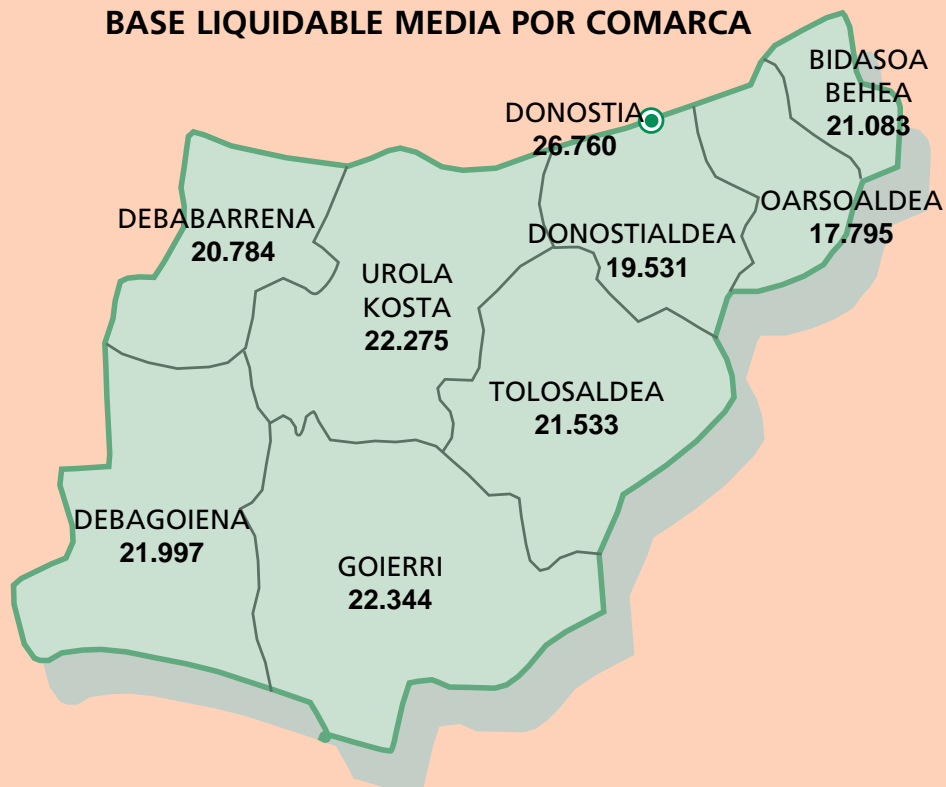 BASE LIQUIDABLE MEDIA POR COMARCA
BIDASOA
BEHEA
21.083
DONOSTIA
26.760
OARSOALDEA
17.795
DEBABARRENA
20.784
DONOSTIALDEA
19.531
UROLA
KOSTA
22.275
TOLOSALDEA
21.533
DEBAGOIENA
21.997
GOIERRI
22.344